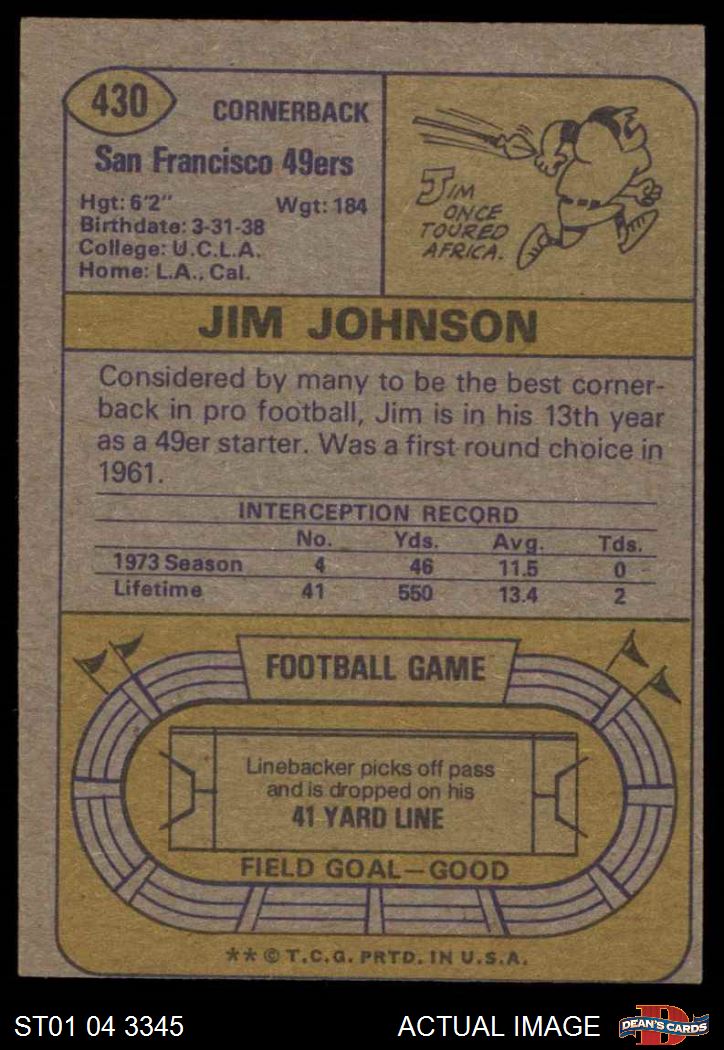 430
CORNERBACK
San Francisco 49ers
Hgt: 6'2" Wgt: 184
Birthdate: 3-31-38
College: U.C.L.A.
Home: L.A., Cal.
JIM
ONCE
TOURED
AFRICA.
JIM JOHNSON
Considered by many to be the best corner-
back in pro football, Jim is in his 13th year
as a 49er starter. Was a first round choice in
1961.
INTERCEPTION RECORD
No. Yds. Avg. Tds.
1973 Season 4 46 11.5 0
Lifetime 41 550 13.4 2
FOOTBALL GAME
Linebacker picks off pass
and is dropped on his
41 YARD LINE
FIELD GOAL—GOOD
** © T.C.G. PRTD. IN U.S.A.
ST01 04 3345 ACTUAL IMAGE D DEAN'S CARDS